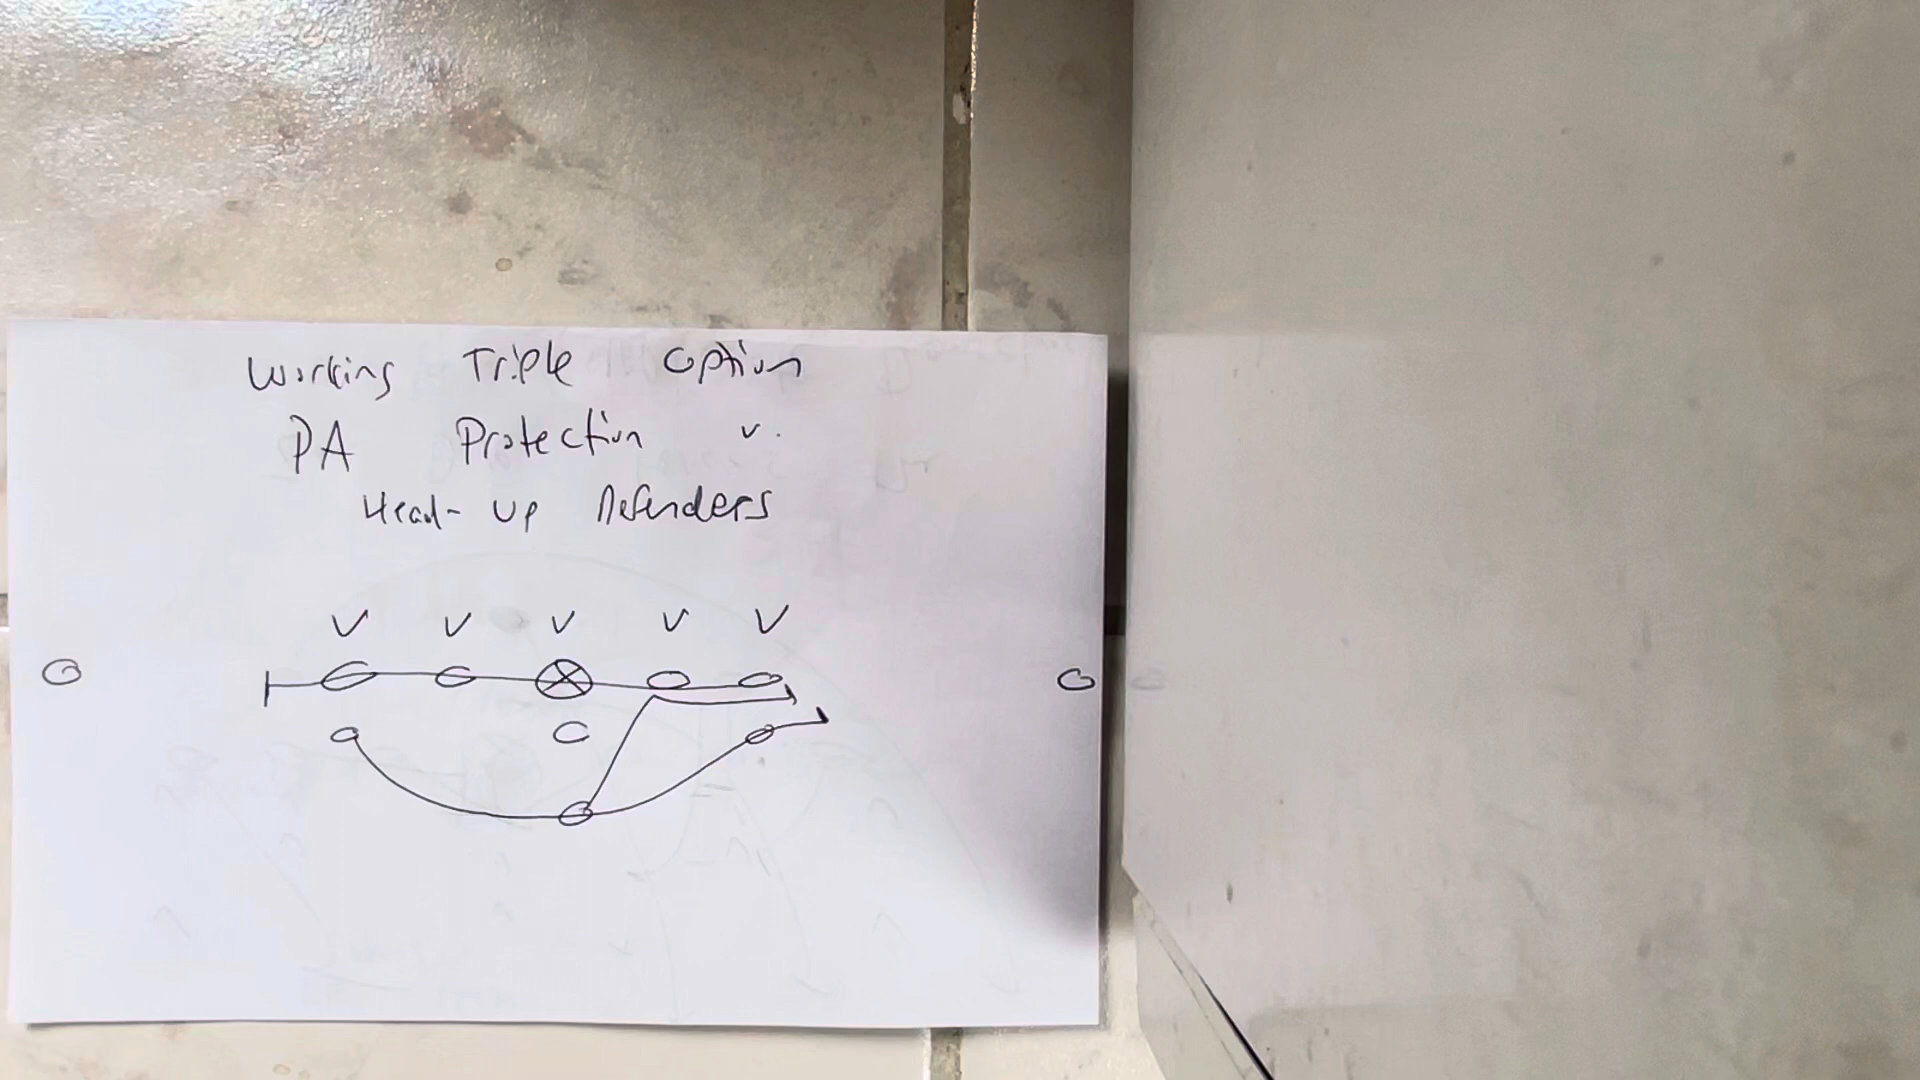 Working Triple Option
PA Protection v.
Head-Up Defenders
V V V V V